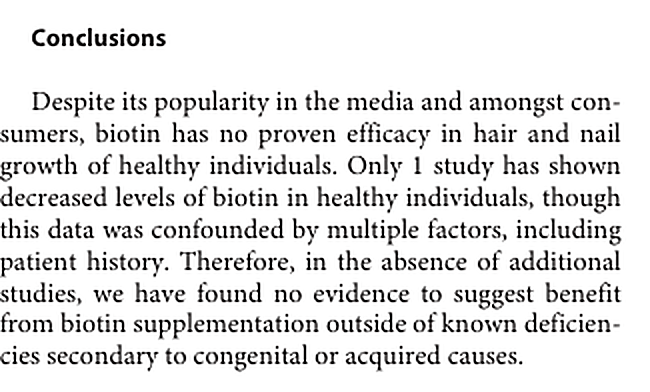 Conclusions
Despite its popularity in the media and amongst con-
sumers, biotin has no proven efficacy in hair and nail
growth of healthy individuals. Only 1 study has shown
decreased levels of biotin in healthy individuals, though
this data was confounded by multiple factors, including
patient history. Therefore, in the absence of additional
studies, we have found no evidence to suggest benefit
from biotin supplementation outside of known deficien-
cies secondary to congenital or acquired causes.